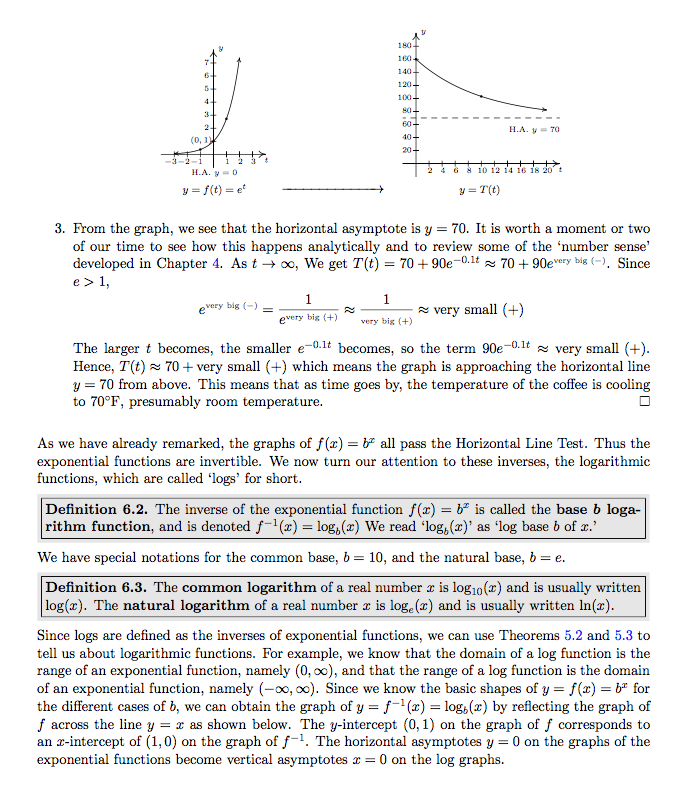 y
7
6
5
4
3
2
(0, 1)
−3 −2 −1 1 2 3 t
H.A. y = 0
y = f(t) = e^t
y
180
160
140
120
100
80
60
40
20
H.A. y = 70
2 4 6 8 10 12 14 16 18 20 t
y = T(t)
3. From the graph, we see that the horizontal asymptote is y = 70. It is worth a moment or two
of our time to see how this happens analytically and to review some of the ‘number sense’
developed in Chapter 4. As t → ∞, We get T(t) = 70 + 90e^{−0.1t} ≈ 70 + 90e^{very big (−)}. Since
e > 1,
e^{very big (−)} = 1/e^{very big (+)} ≈ 1/very big (+) ≈ very small (+)
The larger t becomes, the smaller e^{−0.1t} becomes, so the term 90e^{−0.1t} ≈ very small (+).
Hence, T(t) ≈ 70 + very small (+) which means the graph is approaching the horizontal line
y = 70 from above. This means that as time goes by, the temperature of the coffee is cooling
to 70°F, presumably room temperature. □
As we have already remarked, the graphs of f(x) = b^x all pass the Horizontal Line Test. Thus the
exponential functions are invertible. We now turn our attention to these inverses, the logarithmic
functions, which are called ‘logs’ for short.
Definition 6.2. The inverse of the exponential function f(x) = b^x is called the base b loga-
rithm function, and is denoted f^{−1}(x) = log_b(x) We read ‘log_b(x)’ as ‘log base b of x.’
We have special notations for the common base, b = 10, and the natural base, b = e.
Definition 6.3. The common logarithm of a real number x is log_{10}(x) and is usually written
log(x). The natural logarithm of a real number x is log_e(x) and is usually written ln(x).
Since logs are defined as the inverses of exponential functions, we can use Theorems 5.2 and 5.3 to
tell us about logarithmic functions. For example, we know that the domain of a log function is the
range of an exponential function, namely (0, ∞), and that the range of a log function is the domain
of an exponential function, namely (−∞, ∞). Since we know the basic shapes of y = f(x) = b^x for
the different cases of b, we can obtain the graph of y = f^{−1}(x) = log_b(x) by reflecting the graph of
f across the line y = x as shown below. The y-intercept (0, 1) on the graph of f corresponds to
an x-intercept of (1, 0) on the graph of f^{−1}. The horizontal asymptotes y = 0 on the graphs of the
exponential functions become vertical asymptotes x = 0 on the log graphs.